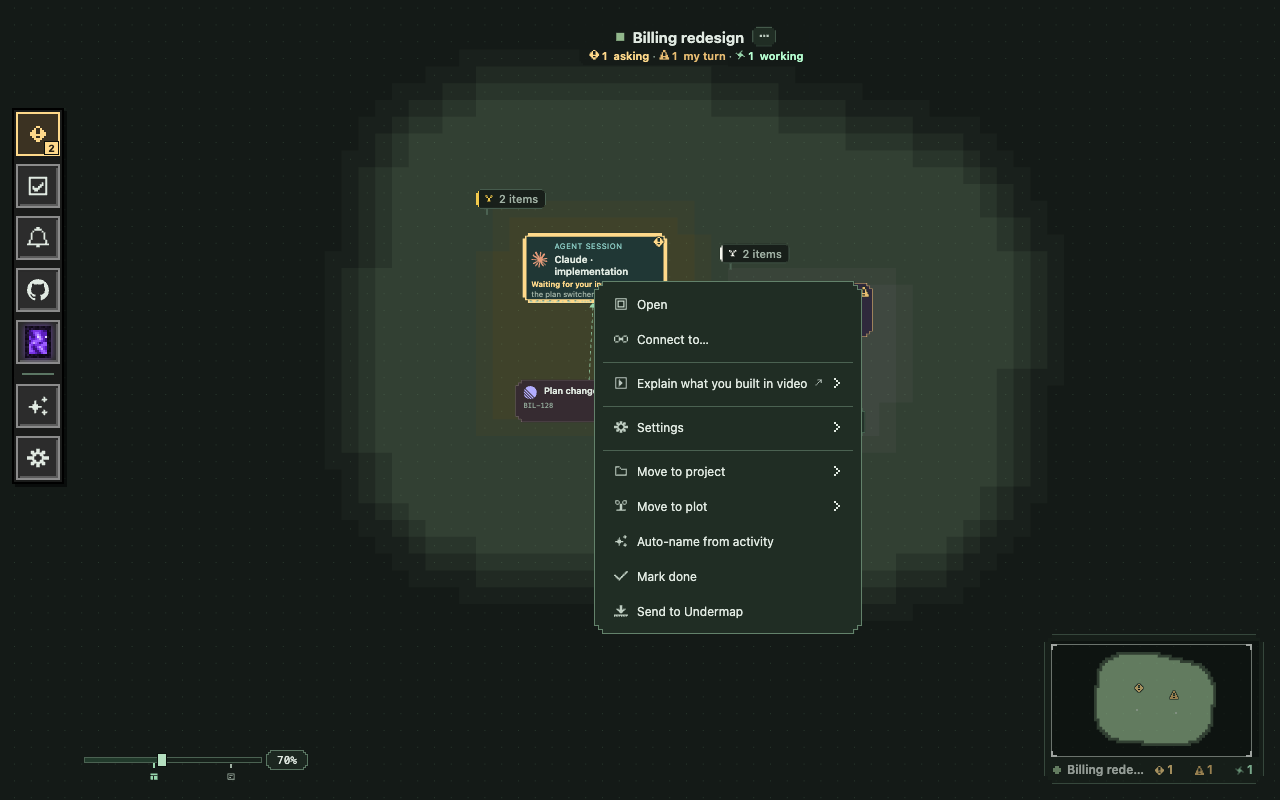 Billing redesign
1 asking · 1 my turn · 1 working
2
2 items
AGENT SESSION
Claude ·
implementation
Waiting for your
the plan switcher
2 items
Plan change
BIL-128
Open
Connect to...
Explain what you built in video
Settings
Move to project
Move to plot
Auto-name from activity
Mark done
Send to Undermap
70%
Billing rede... 1 1 1